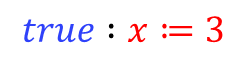 true : x := 3